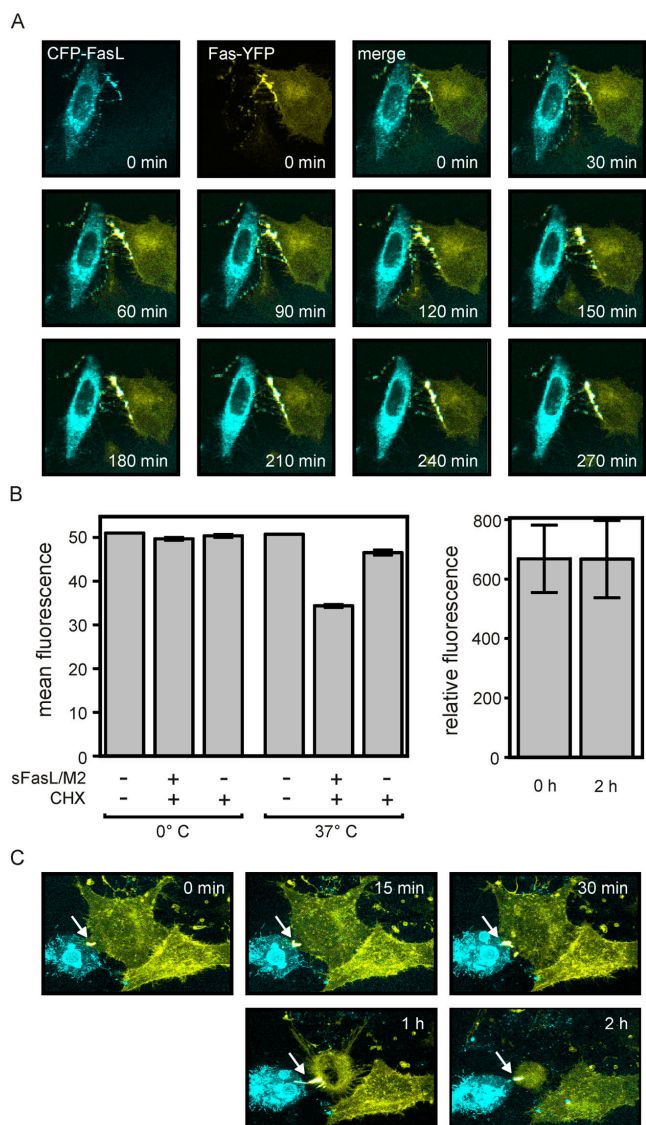 A
CFP-FasL
Fas-YFP
merge
0 min
0 min
0 min
30 min
60 min
90 min
120 min
150 min
180 min
210 min
240 min
270 min
B
mean fluorescence
50
40
30
20
10
0
sFasL/M2 - + - - + -
CHX - + + - + +
0° C
37° C
relative fluorescence
800
600
400
200
0
0 h
2 h
C
0 min
15 min
30 min
1 h
2 h